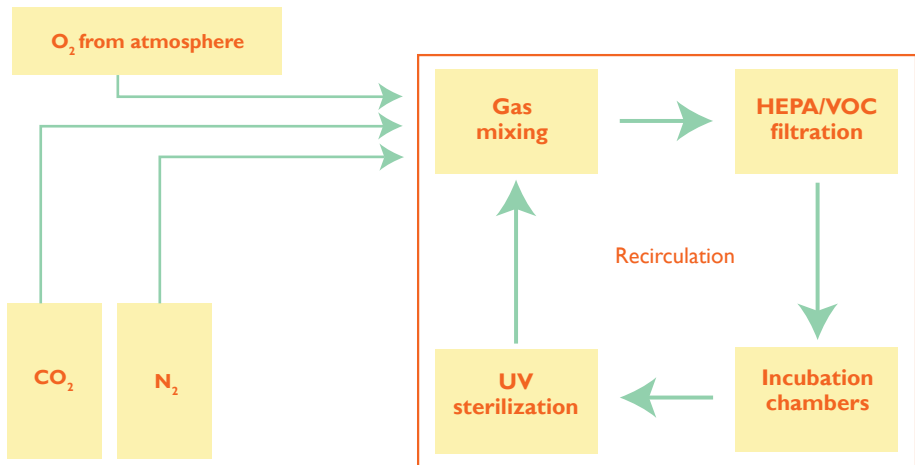 O₂ from atmosphere
Gas
mixing
HEPA/VOC
filtration
Recirculation
CO₂
N₂
UV
sterilization
Incubation
chambers